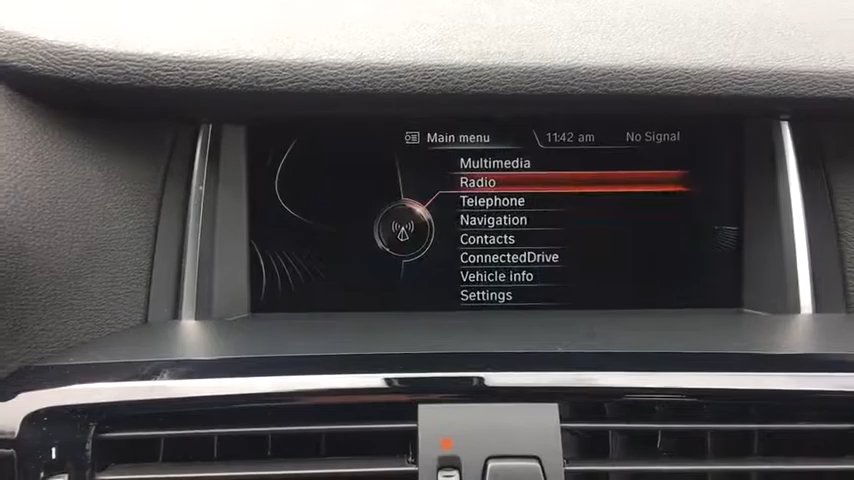 Main menu
11:42 am
No Signal
Multimedia
Radio
Telephone
Navigation
Contacts
ConnectedDrive
Vehicle info
Settings